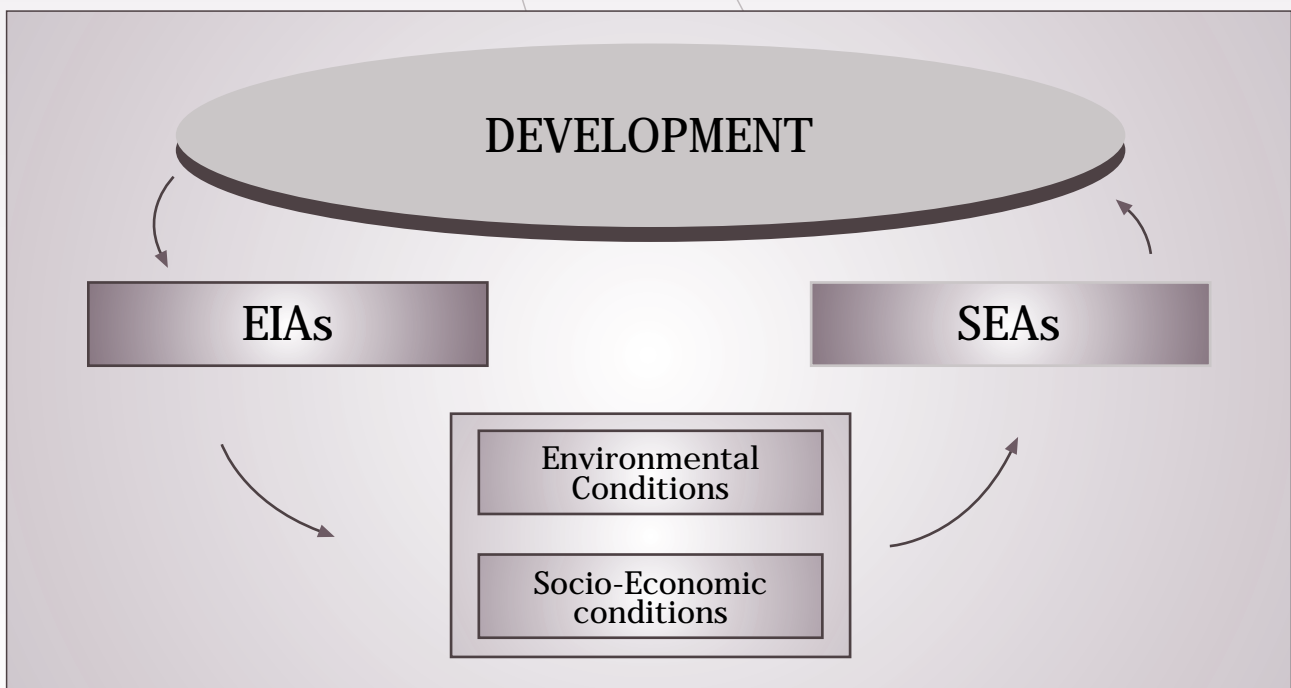 DEVELOPMENT
EIAs
SEAs
Environmental
Conditions
Socio-Economic
conditions